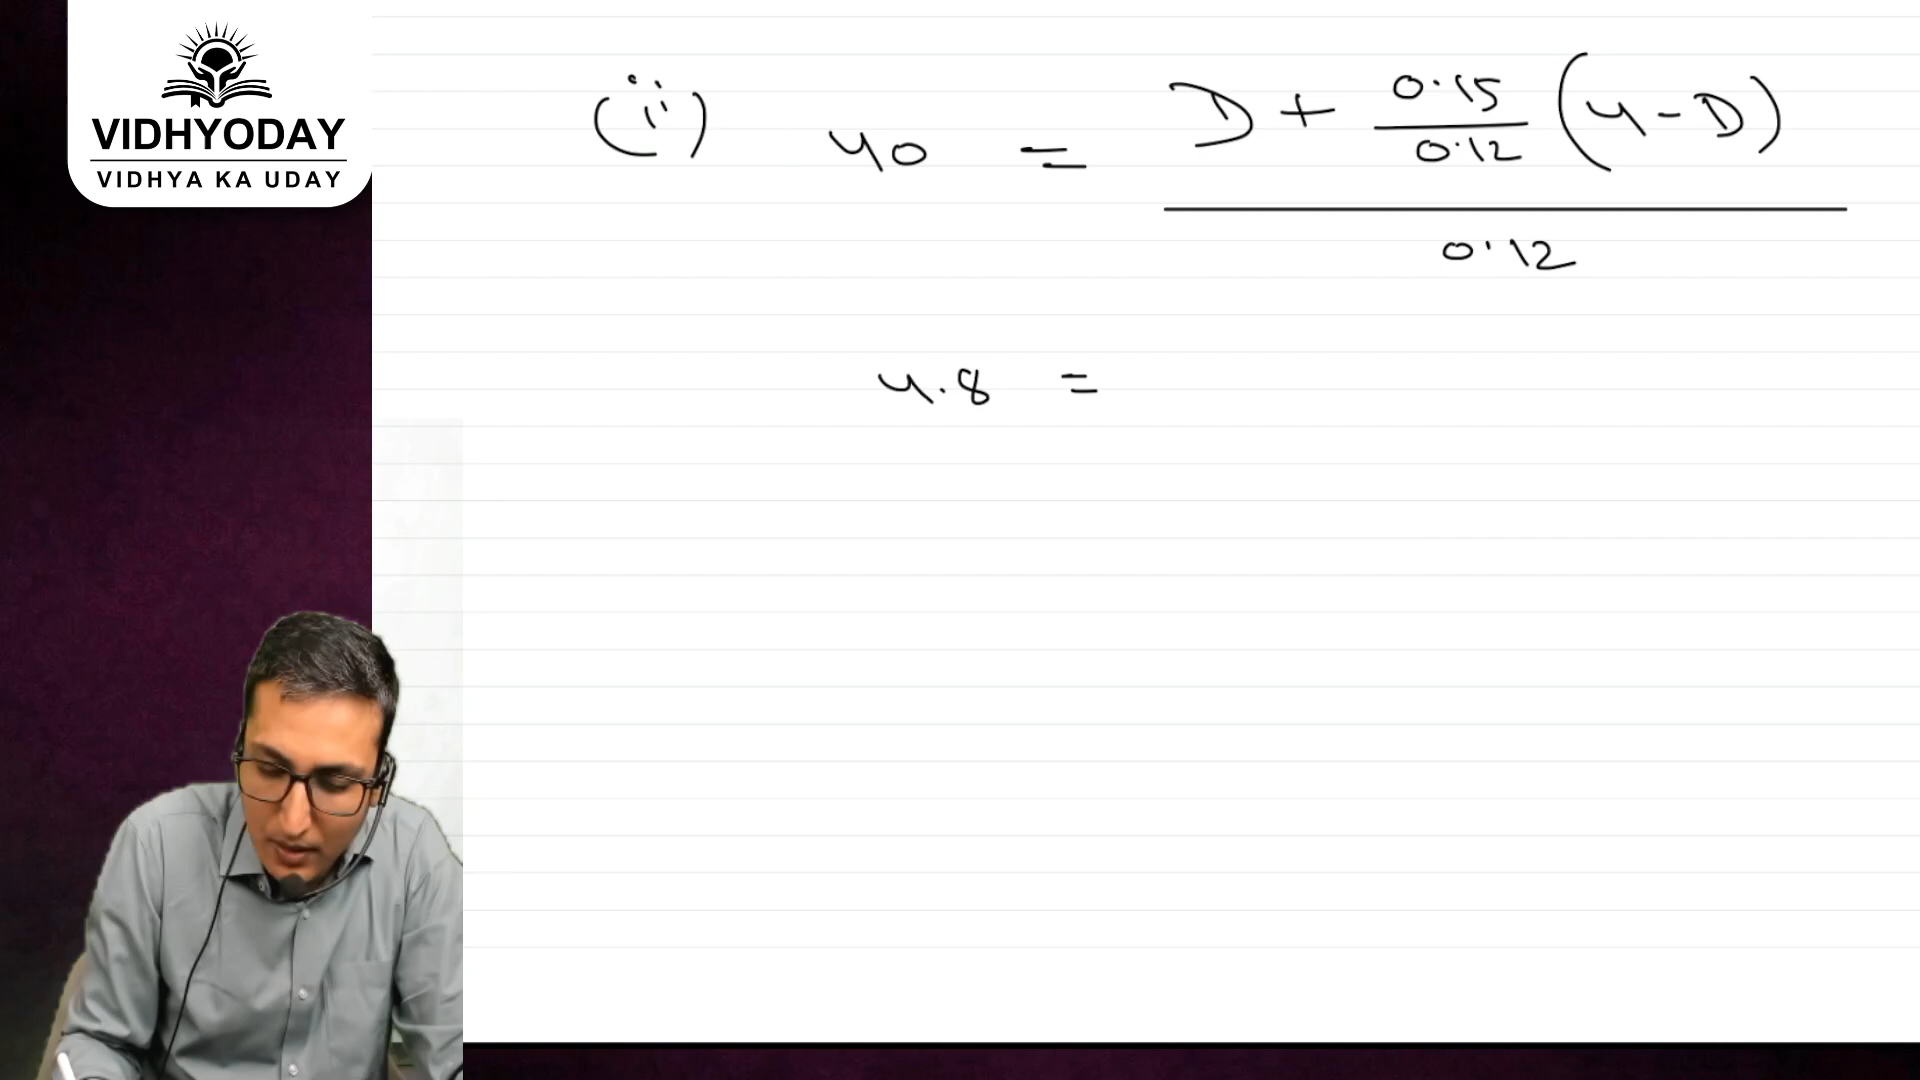 VIDHYODAY
VIDHYA KA UDAY
(ii) 40 = D + 0.15/0.12 (4 - D)
0.12
4.8 =